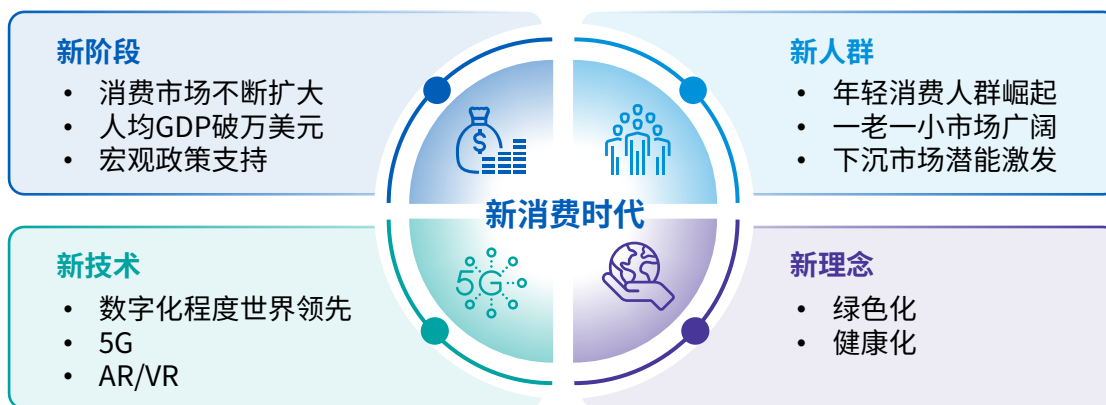 新阶段
• 消费市场不断扩大
• 人均GDP破万美元
• 宏观政策支持
新人群
• 年轻消费人群崛起
• 一老一小市场广阔
• 下沉市场潜能激发
$
新消费时代
5G
新技术
• 数字化程度世界领先
• 5G
• AR/VR
新理念
• 绿色化
• 健康化